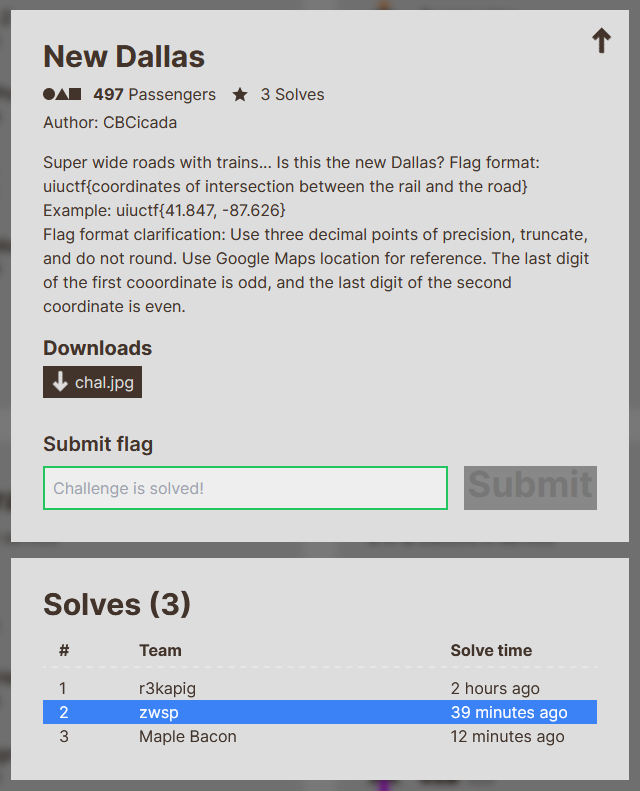 New Dallas
497 Passengers ★ 3 Solves
Author: CBCicada
Super wide roads with trains... Is this the new Dallas? Flag format:
uiuctf{coordinates of intersection between the rail and the road}
Example: uiuctf{41.847, -87.626}
Flag format clarification: Use three decimal points of precision, truncate,
and do not round. Use Google Maps location for reference. The last digit
of the first cooordinate is odd, and the last digit of the second
coordinate is even.
Downloads
chal.jpg
Submit flag
Challenge is solved! Submit
Solves (3)
# Team Solve time
1 r3kapig 2 hours ago
2 zwsp 39 minutes ago
3 Maple Bacon 12 minutes ago